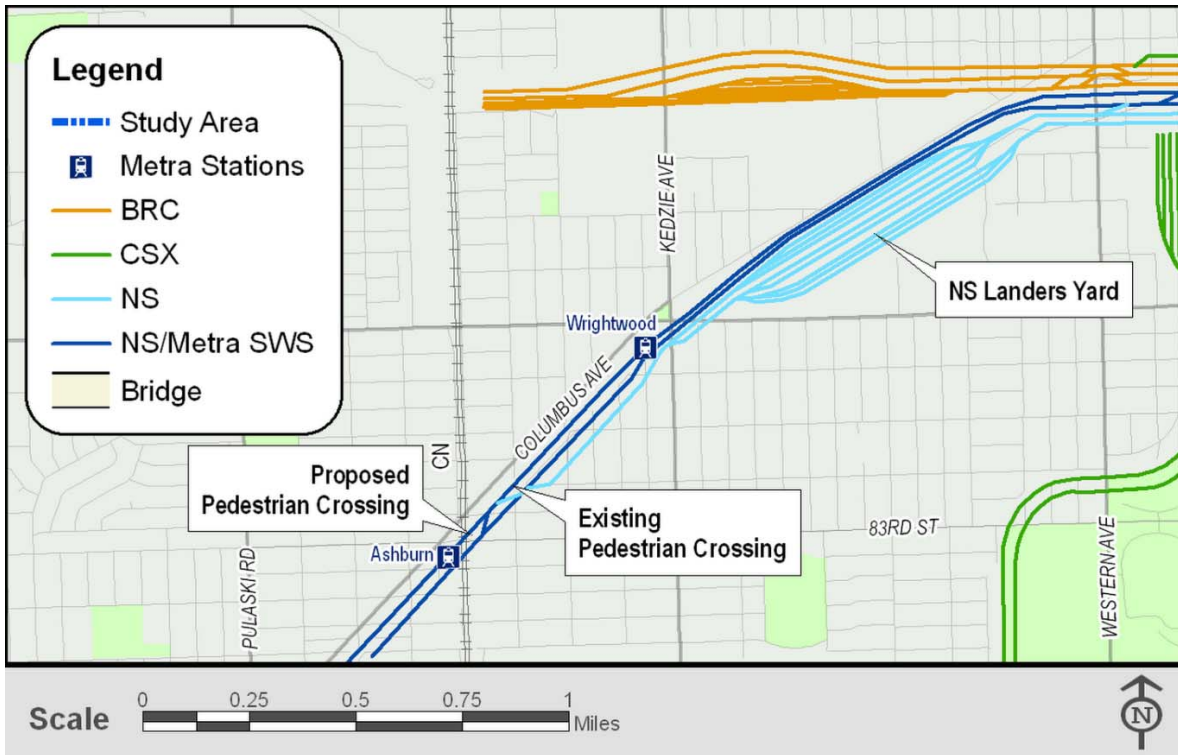 Legend
Study Area
Metra Stations
BRC
CSX
NS
NS/Metra SWS
Bridge
KEDZIE AVE
NS Landers Yard
Wrightwood
COLUMBUS AVE
CN
Proposed
Pedestrian Crossing
Existing
Pedestrian Crossing
83RD ST
Ashburn
PULASKI RD
WESTERN AVE
Scale
0 0.25 0.5 0.75 1
Miles
N